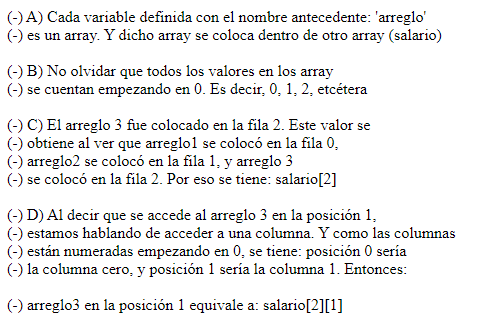 (-) A) Cada variable definida con el nombre antecedente: 'arreglo'
(-) es un array. Y dicho array se coloca dentro de otro array (salario)
(-) B) No olvidar que todos los valores en los array
(-) se cuentan empezando en 0. Es decir, 0, 1, 2, etcétera
(-) C) El arreglo 3 fue colocado en la fila 2. Este valor se
(-) obtiene al ver que arreglo1 se colocó en la fila 0,
(-) arreglo2 se colocó en la fila 1, y arreglo 3
(-) se colocó en la fila 2. Por eso se tiene: salario[2]
(-) D) Al decir que se accede al arreglo 3 en la posición 1,
(-) estamos hablando de acceder a una columna. Y como las columnas
(-) están numeradas empezando en 0, se tiene: posición 0 sería
(-) la columna cero, y posición 1 sería la columna 1. Entonces:
(-) arreglo3 en la posición 1 equivale a: salario[2][1]